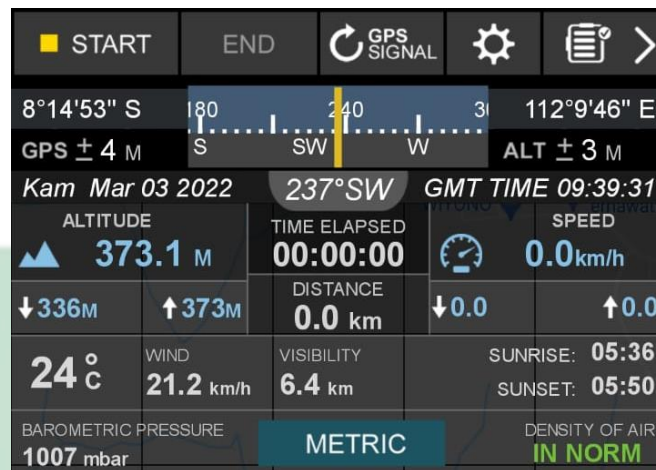 START END GPS SIGNAL
8°14'53" S 180 240 30 112°9'46" E
GPS ± 4 M S SW W ALT ± 3 M
Kam Mar 03 2022 237°SW GMT TIME 09:39:31
ALTITUDE TIME ELAPSED SPEED
373.1 M 00:00:00 0.0km/h
DISTANCE
↓336M ↑373M 0.0 km ↓0.0 ↑0.0
24°C WIND VISIBILITY SUNRISE: 05:36
21.2 km/h 6.4 km SUNSET: 05:50
BAROMETRIC PRESSURE METRIC DENSITY OF AIR
1007 mbar IN NORM